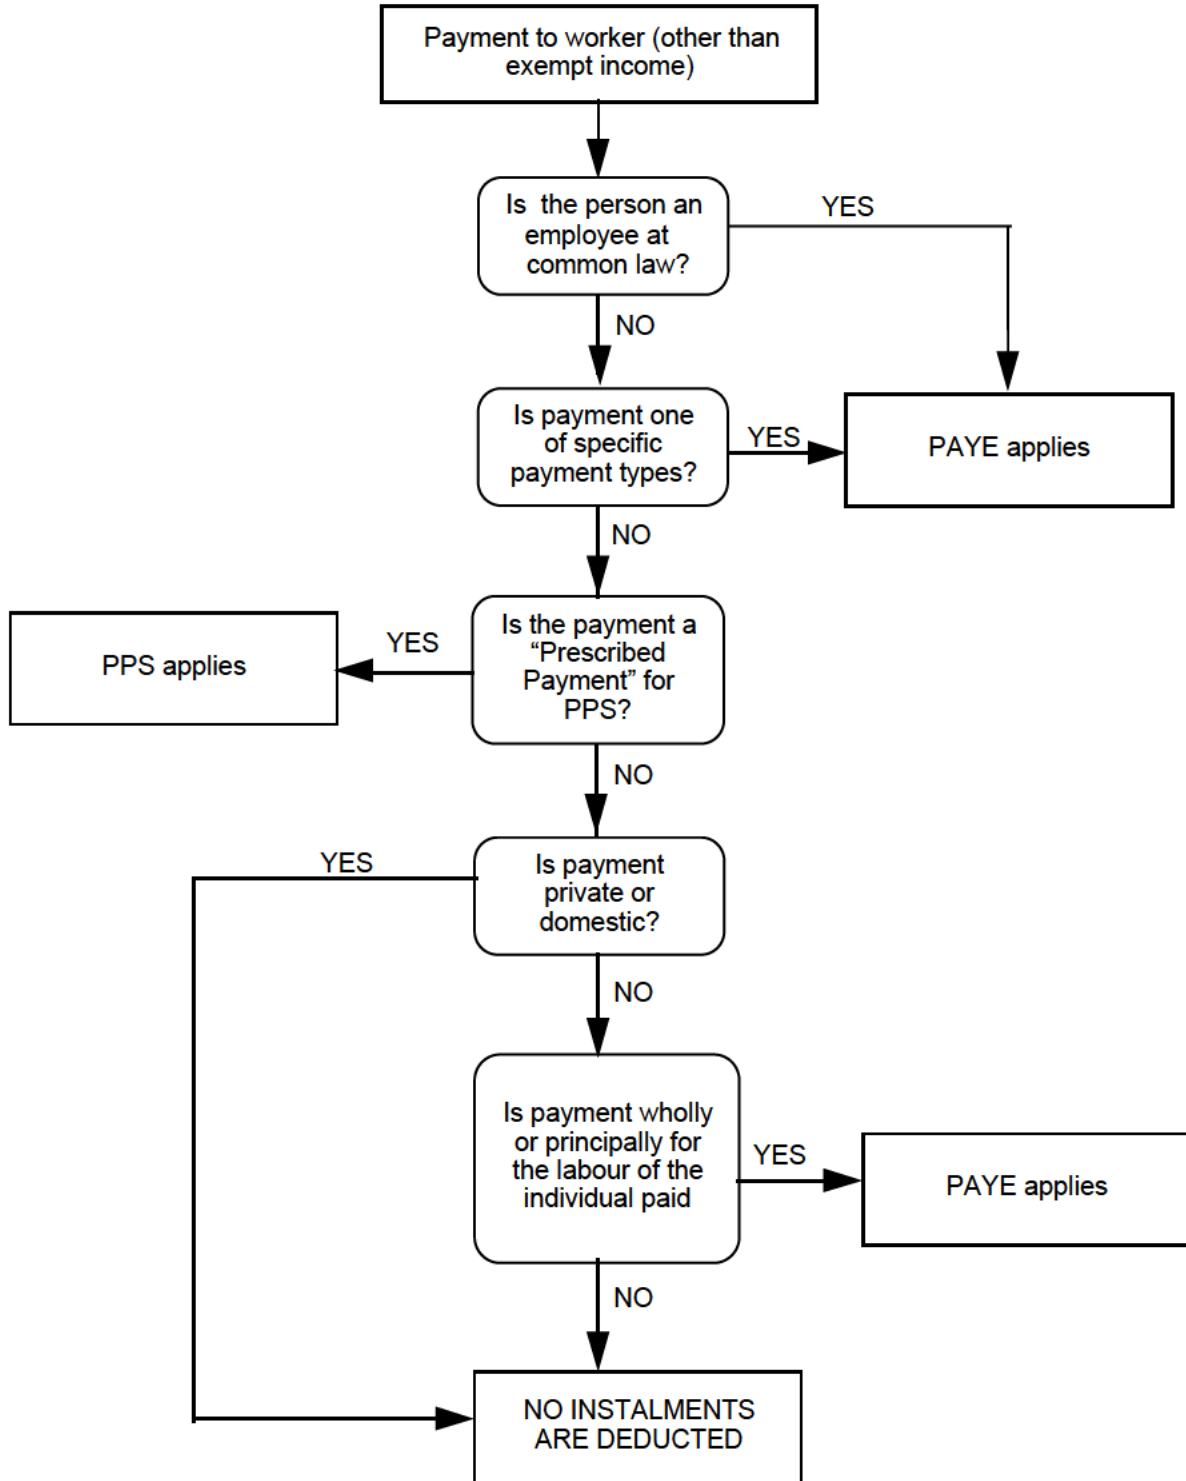 Payment to worker (other than
exempt income)
Is the person an
employee at
common law?
YES
NO
Is payment one
of specific
payment types?
YES
PAYE applies
NO
Is the payment a
“Prescribed
Payment” for
PPS?
YES
PPS applies
NO
Is payment
private or
domestic?
YES
NO
Is payment wholly
or principally for
the labour of the
individual paid
YES
PAYE applies
NO
NO INSTALMENTS
ARE DEDUCTED